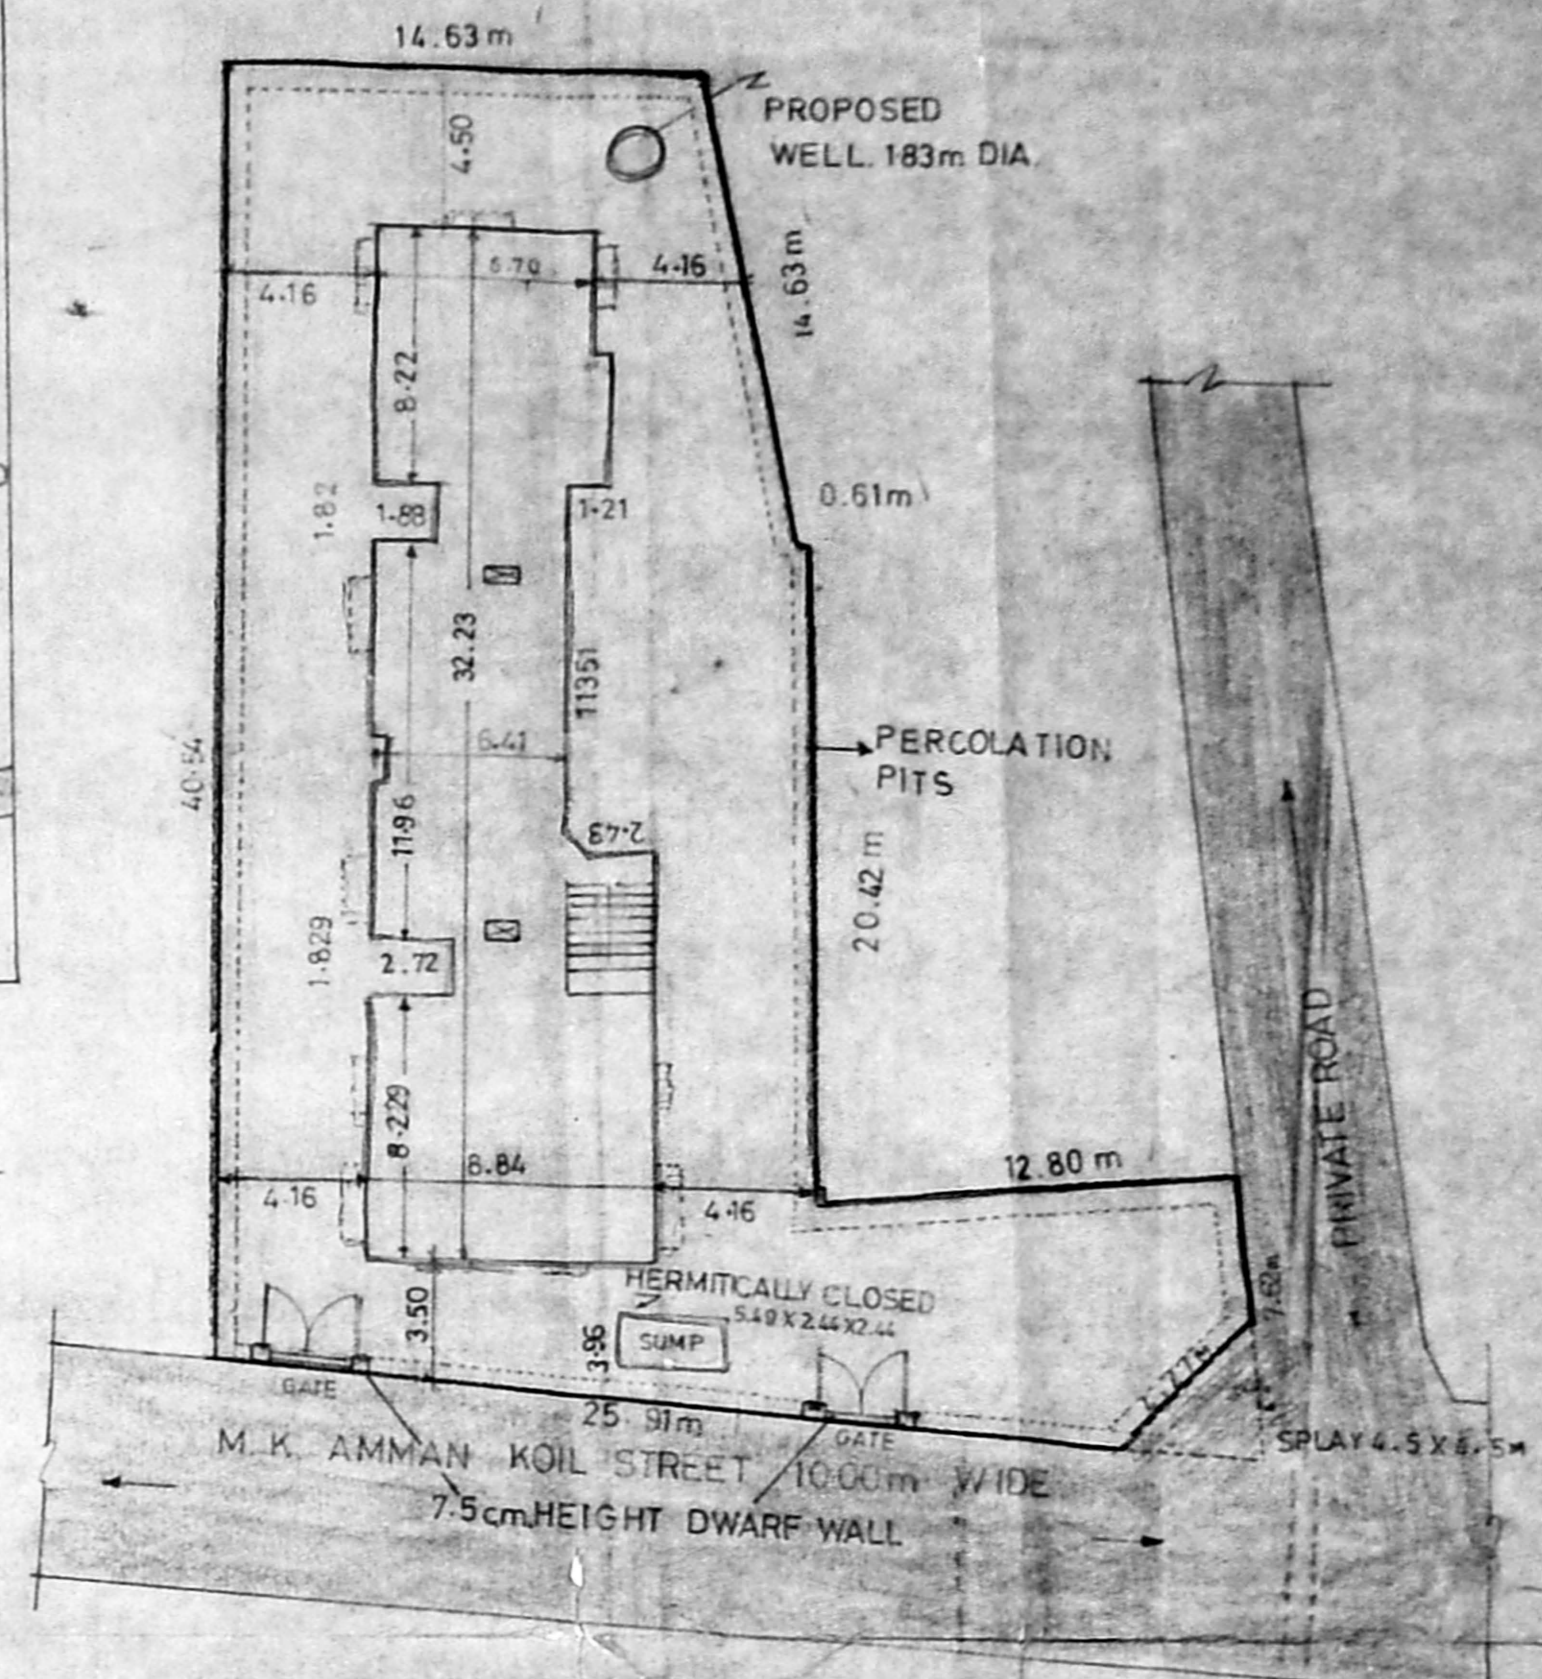 14.63 m
PROPOSED
WELL. 1.83m DIA.
4.50
4.16
6.70
4.16
14.63 m
8.22
0.61m
1.82
1.88
1.21
32.23
11351
6.41
PERCOLATION
PITS
40.54
11.96
2.43
20.42 m
1.829
2.72
PRIVATE ROAD
8.229
8.84
12.80 m
4.16
4.16
7.62m
HERMITICALLY CLOSED
5.49 X 2.44 X 2.44
3.50
3.96
SUMP
GATE
25.91m
GATE
SPLAY 4.5 X 4.5M
M.K. AMMAN KOIL STREET 10.00m WIDE
7.5cm.HEIGHT DWARF WALL